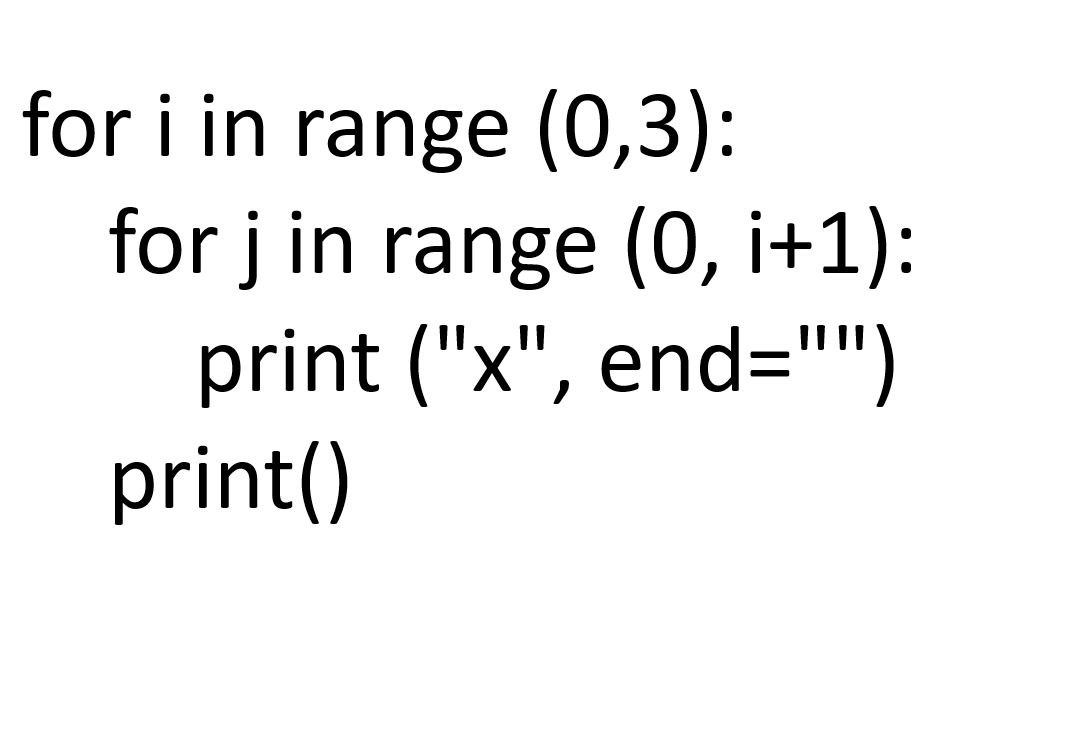 for i in range (0,3):
for j in range (0, i+1):
print ("x", end="")
print()